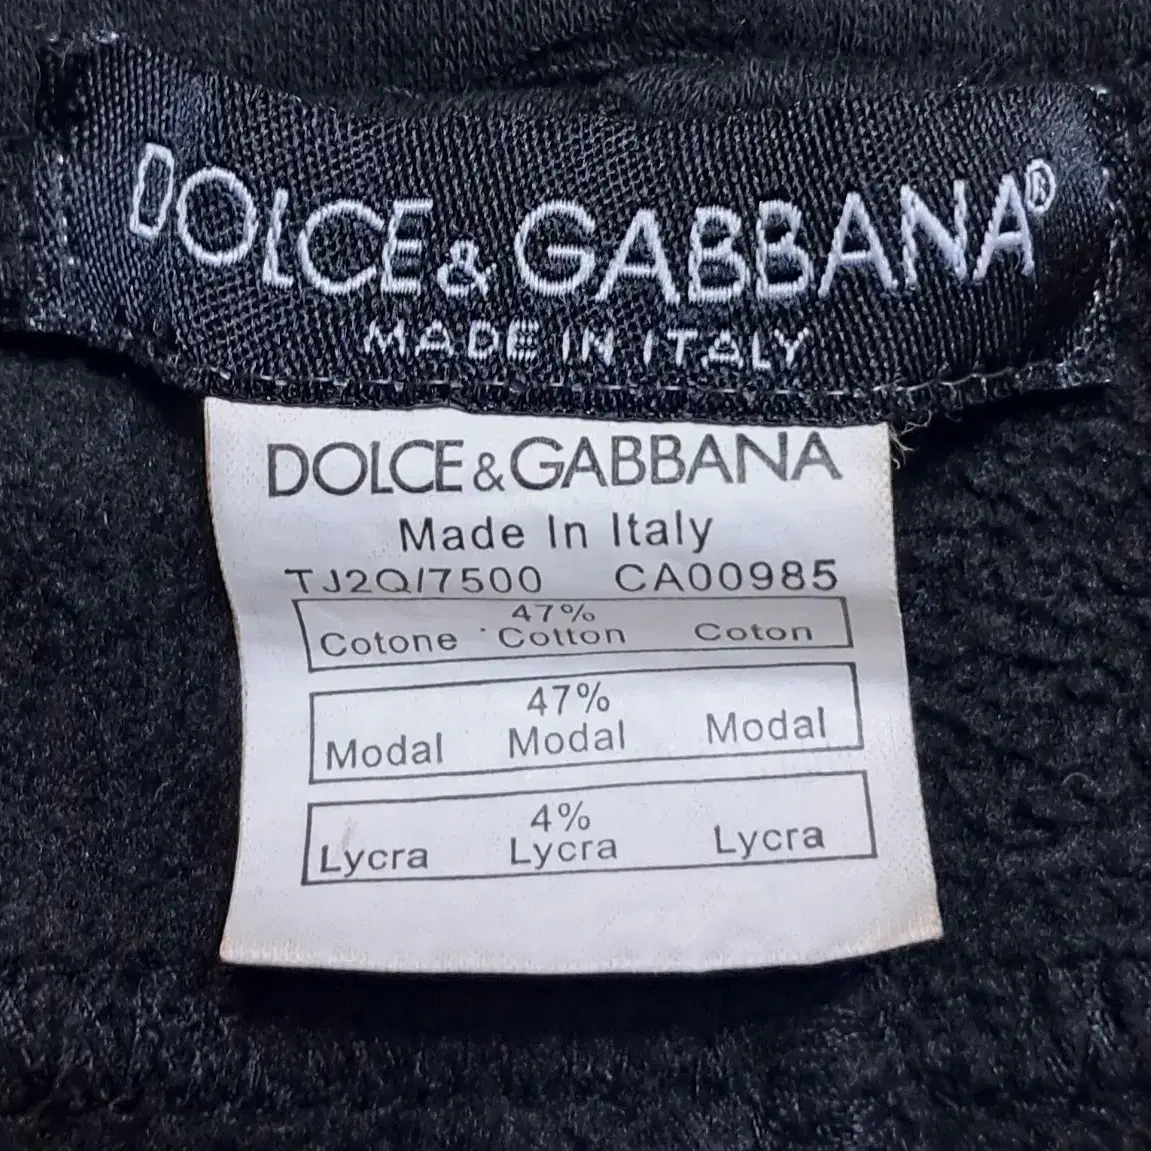 DOLCE & GABBANA®
MADE IN ITALY
DOLCE & GABBANA
Made In Italy
TJ2Q/7500 CA00985
47%
Cotone Cotton Coton
47%
Modal Modal Modal
4%
Lycra Lycra Lycra